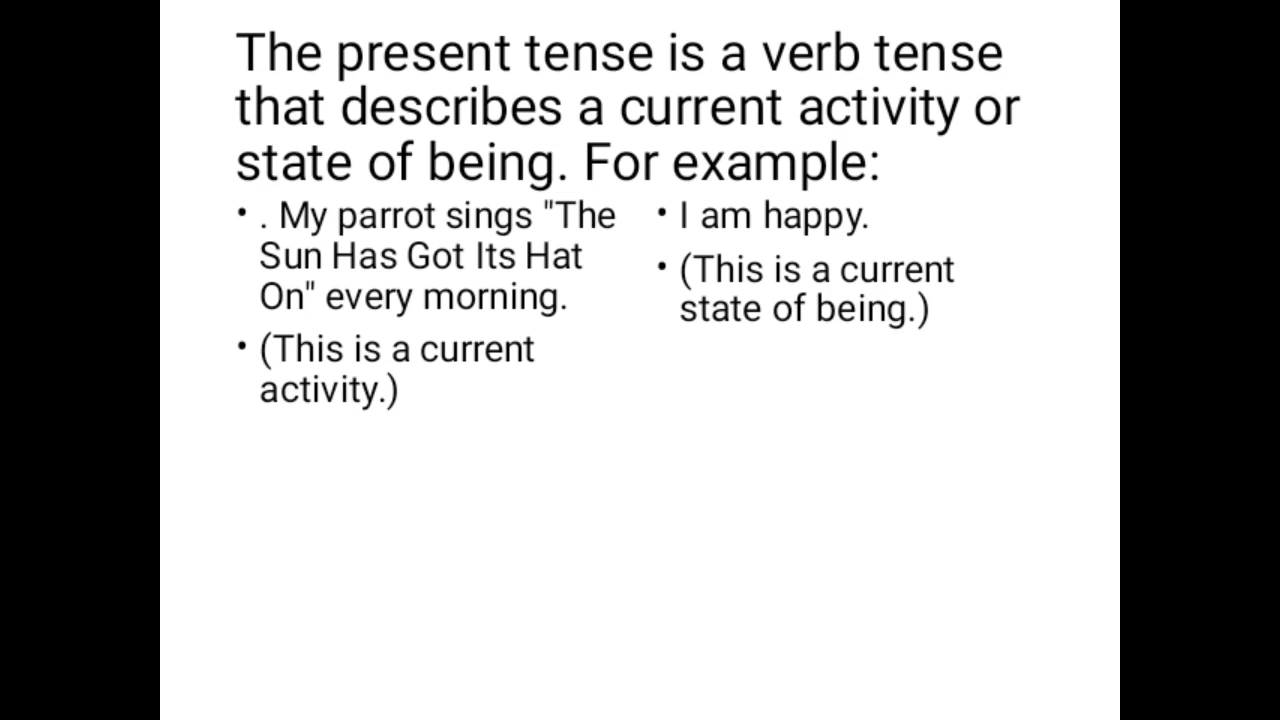 The present tense is a verb tense
that describes a current activity or
state of being. For example:
• . My parrot sings "The
Sun Has Got Its Hat
On" every morning.
• (This is a current
activity.)
• I am happy.
• (This is a current
state of being.)